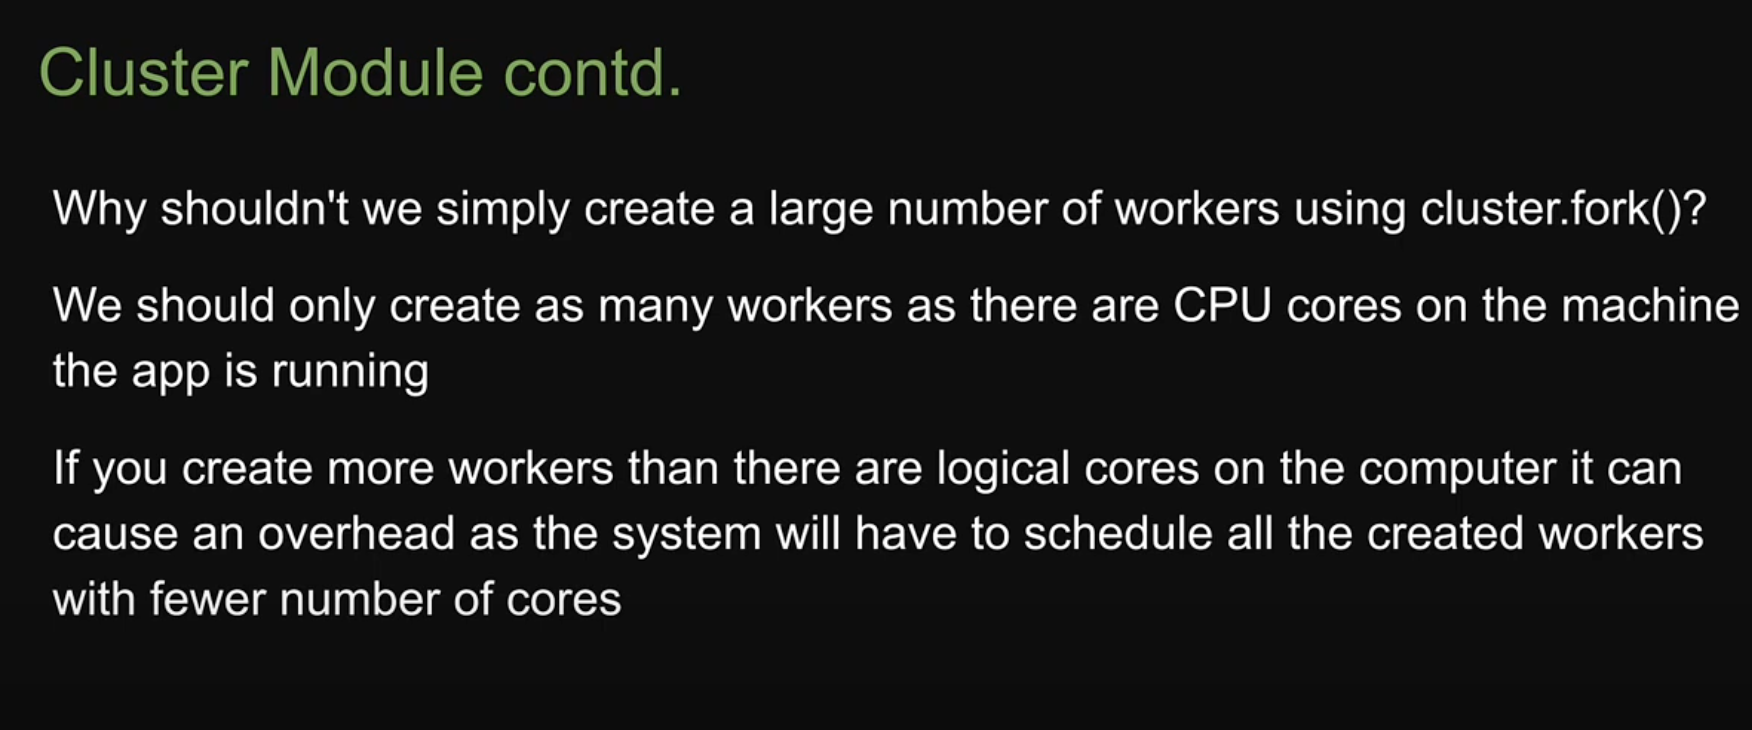 Cluster Module contd.
Why shouldn't we simply create a large number of workers using cluster.fork()?
We should only create as many workers as there are CPU cores on the machine
the app is running
If you create more workers than there are logical cores on the computer it can
cause an overhead as the system will have to schedule all the created workers
with fewer number of cores